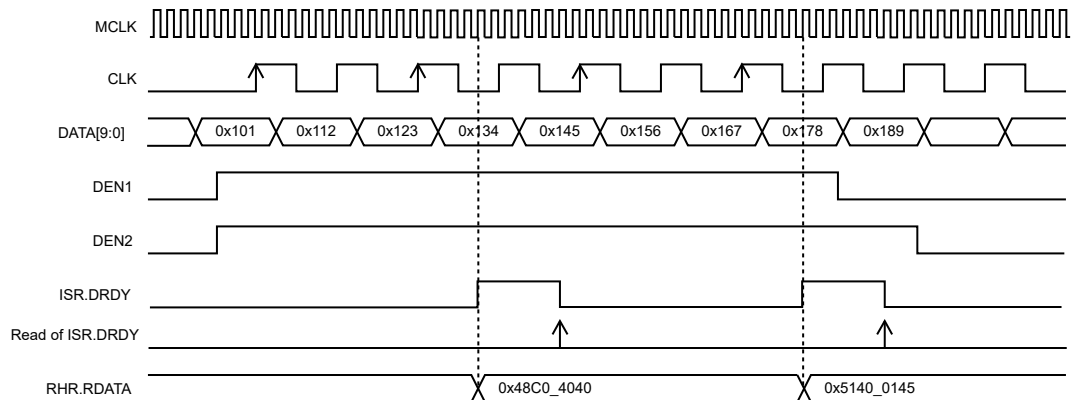 MCLK
CLK
DATA[9:0] 0x101 0x112 0x123 0x134 0x145 0x156 0x167 0x178 0x189
DEN1
DEN2
ISR.DRDY
Read of ISR.DRDY
RHR.RDATA 0x48C0_4040 0x5140_0145